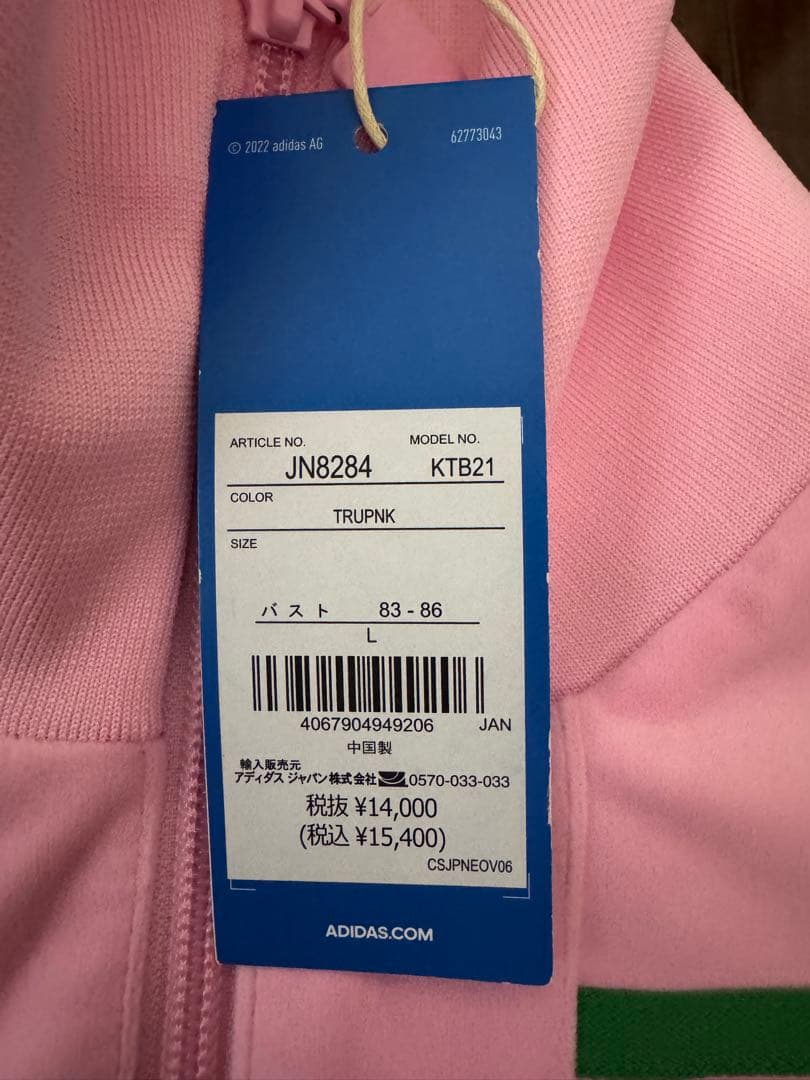 © 2022 adidas AG 62773043
ARTICLE NO. MODEL NO.
JN8284 KTB21
COLOR
TRUPNK
SIZE
バスト 83 - 86
L
4067904949206 JAN
中国製
輸入販売元
アディダス ジャパン株式会社 0570-033-033
税抜 ¥14,000
(税込 ¥15,400)
CSJPNEOV06
ADIDAS.COM